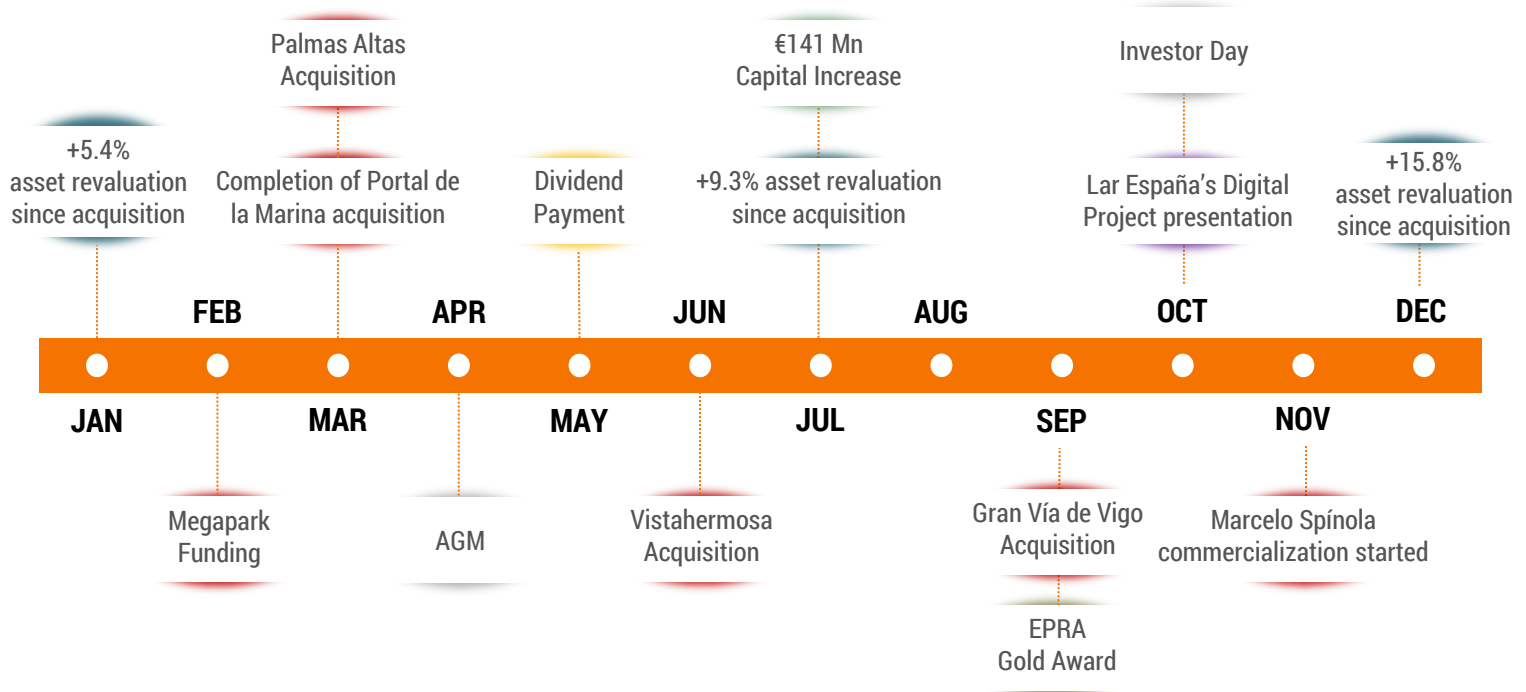 Palmas Altas
Acquisition
€141 Mn
Capital Increase
Investor Day
+5.4%
asset revaluation
since acquisition
Completion of Portal de
la Marina acquisition
Dividend
Payment
+9.3% asset revaluation
since acquisition
Lar España's Digital
Project presentation
+15.8%
asset revaluation
since acquisition
FEB
APR
JUN
AUG
OCT
DEC
JAN
MAR
MAY
JUL
SEP
NOV
Megapark
Funding
AGM
Vistahermosa
Acquisition
Gran Vía de Vigo
Acquisition
Marcelo Spínola
commercialization started
EPRA
Gold Award